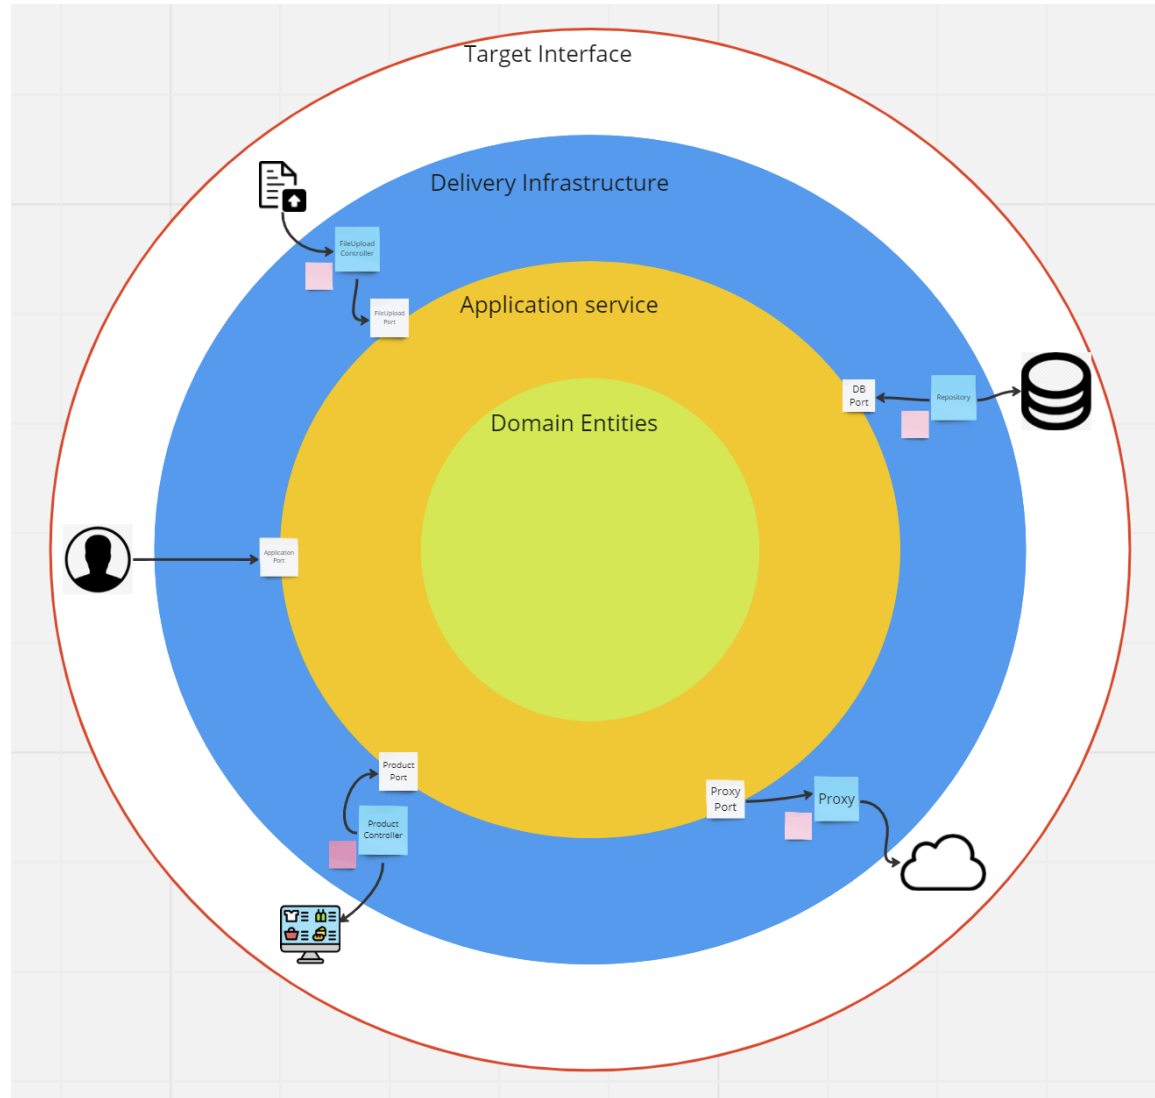 Target Interface
Delivery Infrastructure
FileUpload
Controller
FileUpload
Port
Application service
DB
Port
Repository
Domain Entities
Application
Port
Product
Port
Product
Controller
Proxy
Port
Proxy